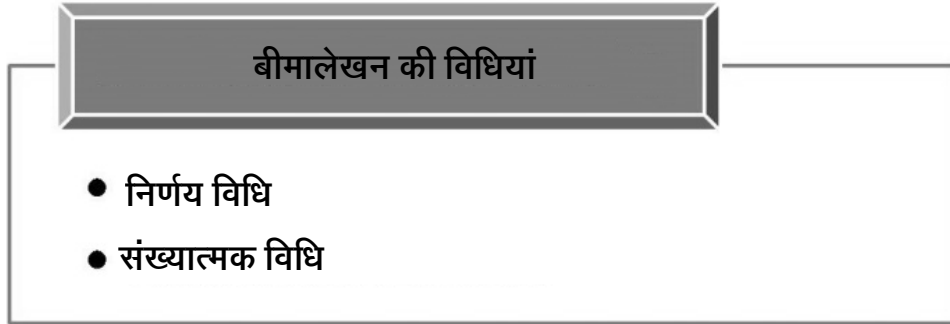 बीमालेखन की विधियां
निर्णय विधि
संख्यात्मक विधि